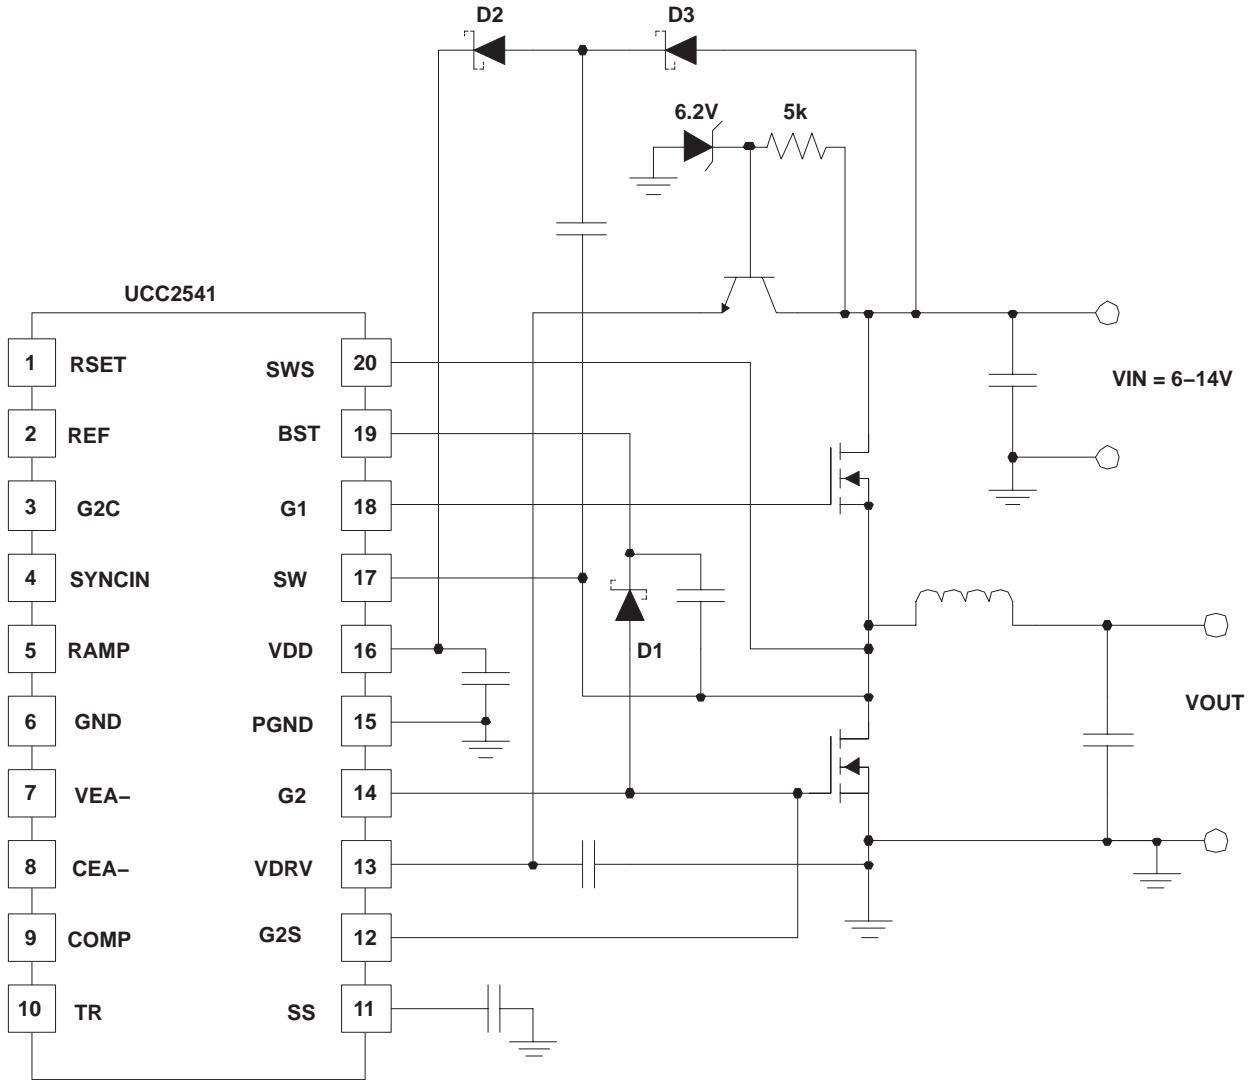 D2
D3
6.2V
5k
UCC2541
1
RSET
SWS
20
VIN = 6–14V
2
REF
BST
19
3
G2C
G1
18
4
SYNCIN
SW
17
5
RAMP
VDD
16
D1
6
GND
PGND
15
VOUT
7
VEA–
G2
14
8
CEA–
VDRV
13
9
COMP
G2S
12
10
TR
SS
11